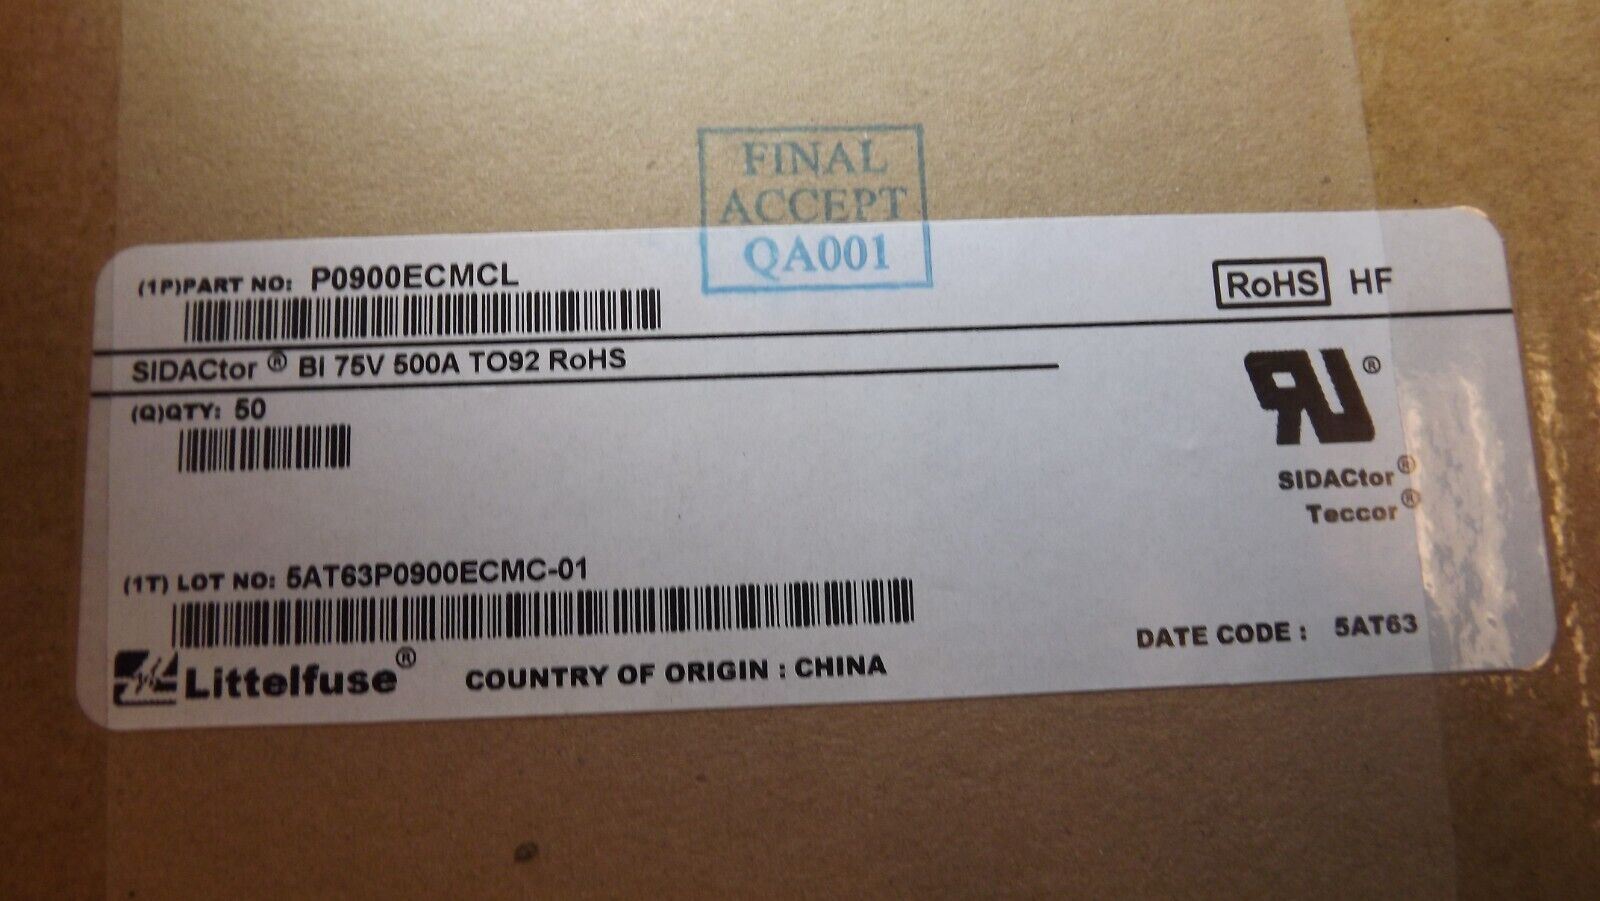 FINAL
ACCEPT
QA001
(1P)PART NO: P0900ECMCL
RoHS HF
SIDACtor ® BI 75V 500A TO92 RoHS
(Q)QTY: 50
RU®
SIDACtor®
Teccor®
(1T) LOT NO: 5AT63P0900ECMC-01
DATE CODE : 5AT63
Littelfuse® COUNTRY OF ORIGIN : CHINA